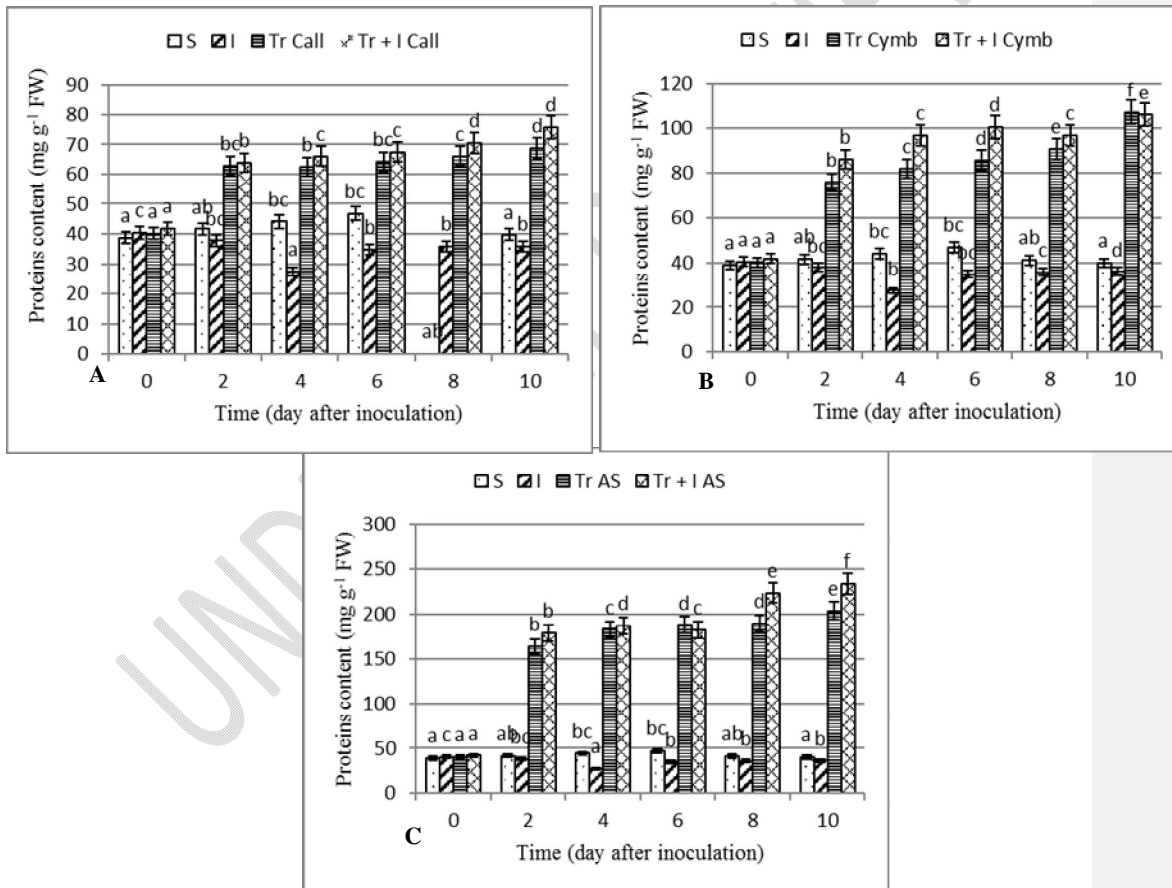 S I Tr Call Tr + I Call
Proteins content (mg g-1 FW)
90
80
70
60
50
40
30
20
10
0
a c a a
ab bc bc b
bc a b c
bc b bc c
ab b c d
a b d d
0 2 4 6 8 10
Time (day after inoculation)
A
S I Tr Cymb Tr + I Cymb
Proteins content (mg g-1 FW)
120
100
80
60
40
20
0
a a a a
ab bc b b
bc b c c
bc bc d d
ab c e c
a d f e
0 2 4 6 8 10
Time (day after inoculation)
B
S I Tr AS Tr + I AS
Proteins content (mg g-1 FW)
300
250
200
150
100
50
0
a c a a
ab bc b b
bc a c d
bc b d c
ab b d e
a b e f
0 2 4 6 8 10
Time (day after inoculation)
C